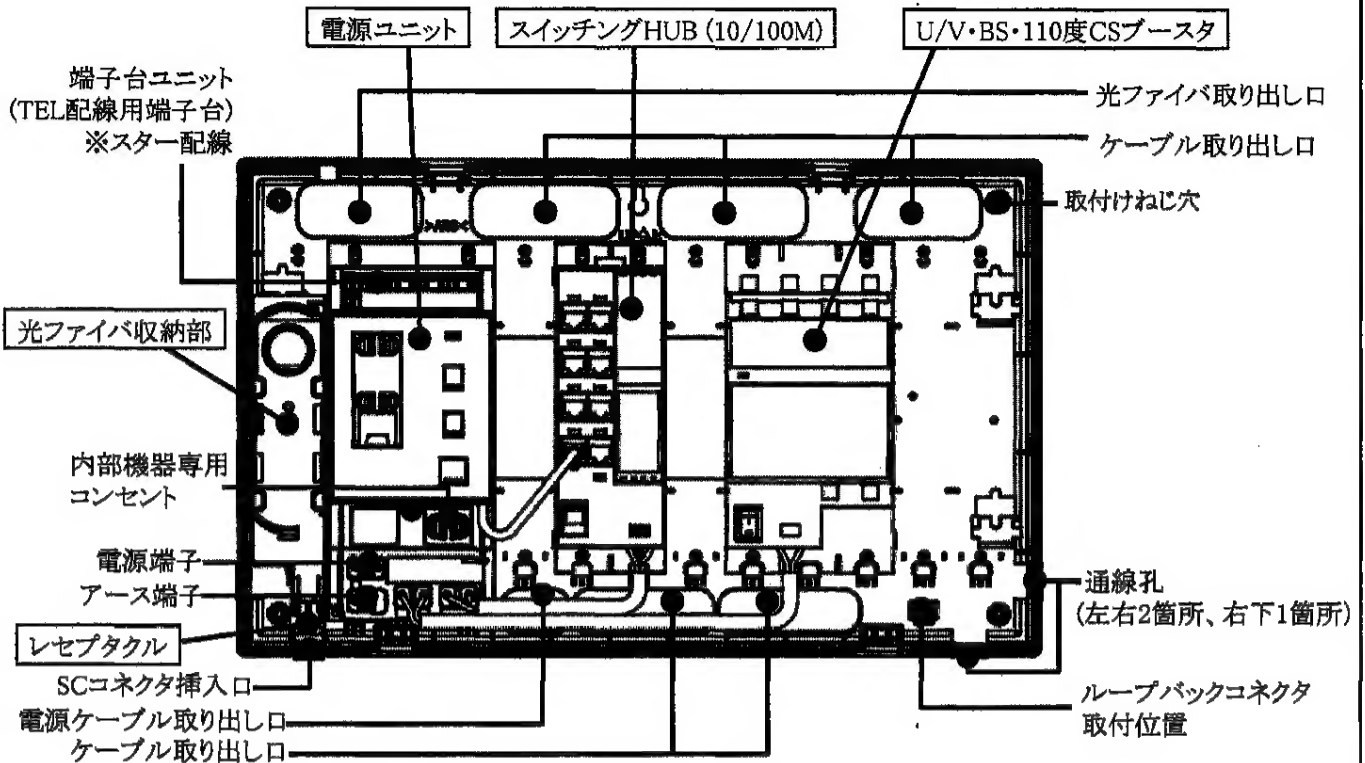 電源ユニット
スイッチングHUB (10/100M)
U/V・BS・110度CSブースタ
端子台ユニット
(TEL配線用端子台)
※スター配線
光ファイバ取り出し口
ケーブル取り出し口
取付けねじ穴
>ABS<
光ファイバ収納部
内部機器専用
コンセント
電源端子
アース端子
レセプタクル
SCコネクタ挿入口
電源ケーブル取り出し口
ケーブル取り出し口
通線孔
(左右2箇所、右下1箇所)
ループバックコネクタ
取付位置